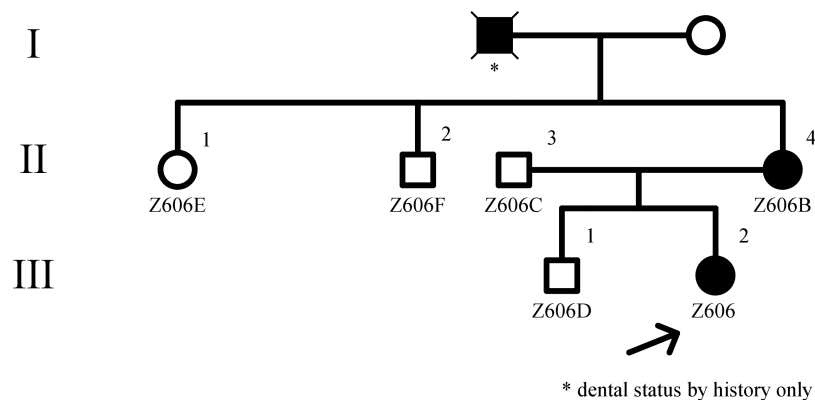 I
*
1 2 3 4
II
Z606E Z606F Z606C Z606B
1 2
III
Z606D Z606
* dental status by history only